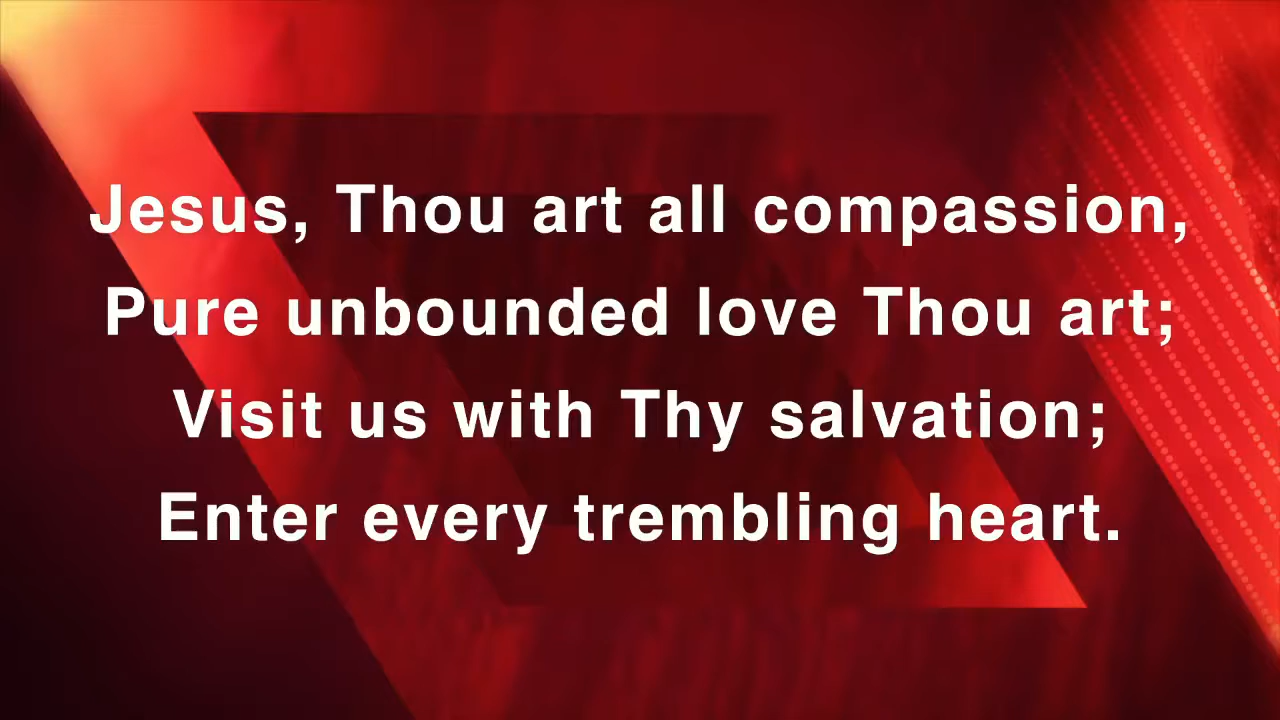 Jesus, Thou art all compassion,
Pure unbounded love Thou art;
Visit us with Thy salvation;
Enter every trembling heart.